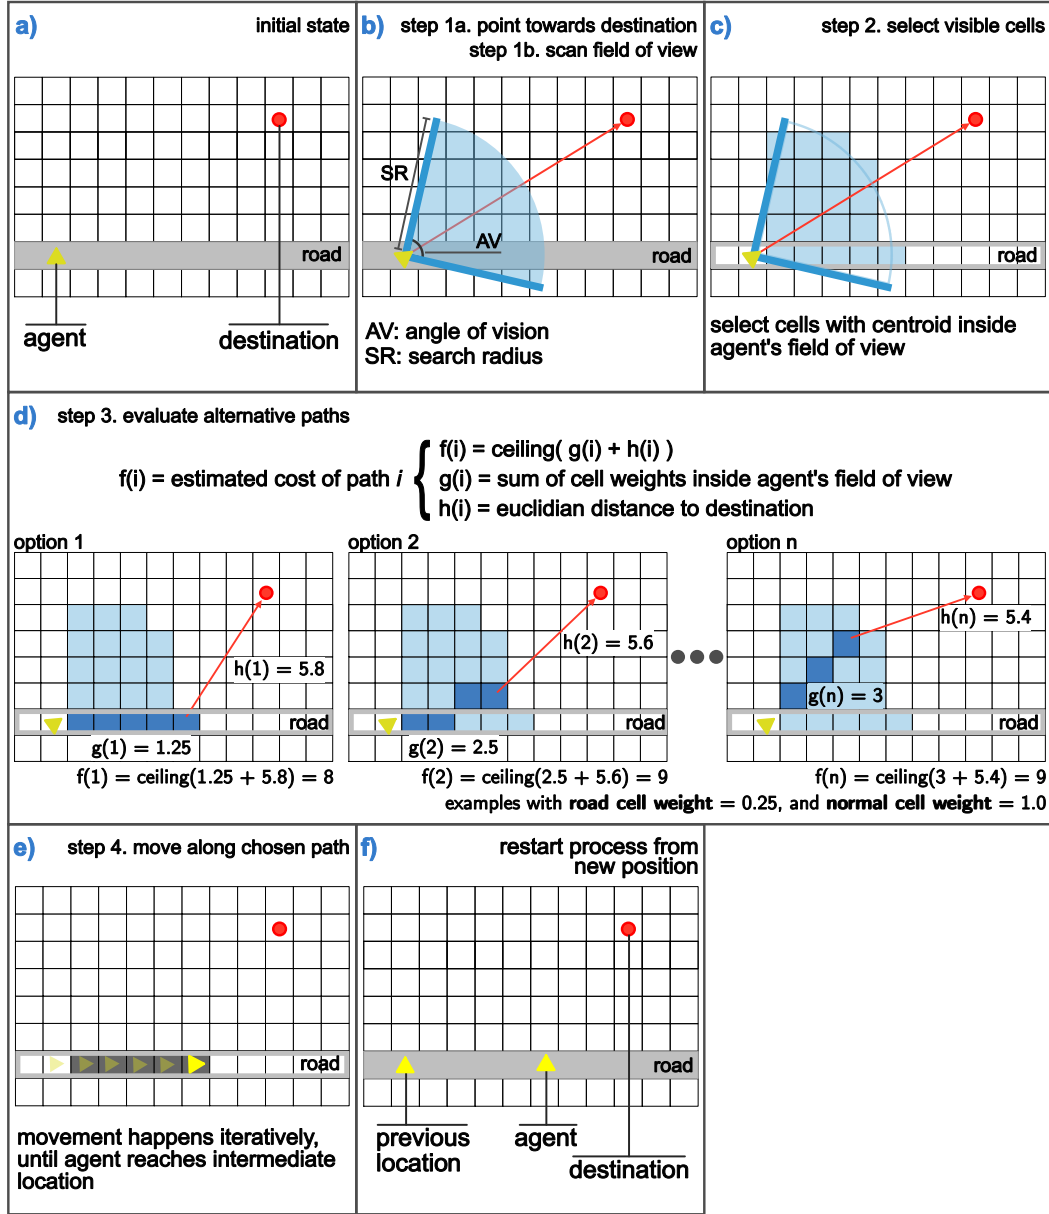 a)
initial state
agent
destination
road
b)
step 1a. point towards destination
step 1b. scan field of view
SR
AV
road
AV: angle of vision
SR: search radius
c)
step 2. select visible cells
road
select cells with centroid inside
agent's field of view
d)
step 3. evaluate alternative paths
f(i) = estimated cost of path i
f(i) = ceiling( g(i) + h(i) )
g(i) = sum of cell weights inside agent's field of view
h(i) = euclidian distance to destination
option 1
h(1) = 5.8
road
g(1) = 1.25
f(1) = ceiling(1.25 + 5.8) = 8
option 2
h(2) = 5.6
road
g(2) = 2.5
f(2) = ceiling(2.5 + 5.6) = 9
option n
h(n) = 5.4
g(n) = 3
road
f(n) = ceiling(3 + 5.4) = 9
examples with road cell weight = 0.25, and normal cell weight = 1.0
e)
step 4. move along chosen path
road
movement happens iteratively,
until agent reaches intermediate
location
f)
restart process from
new position
road
previous
location
agent
destination